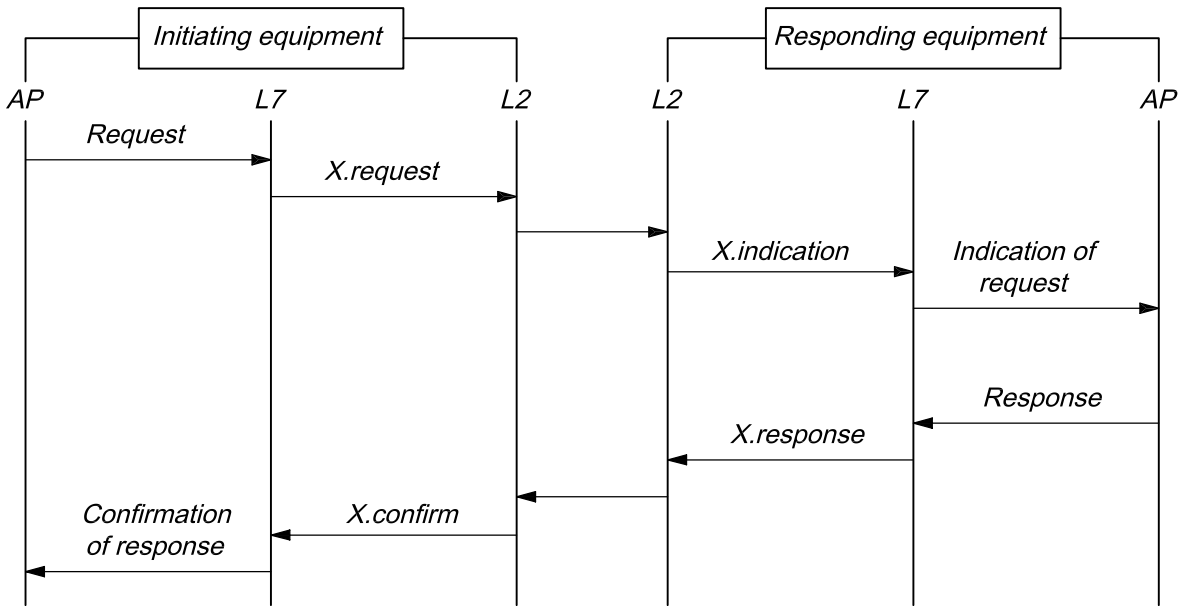 Initiating equipment
Responding equipment
AP
L7
L2
L2
L7
AP
Request
X.request
X.indication
Indication of
request
Response
X.response
X.confirm
Confirmation
of response